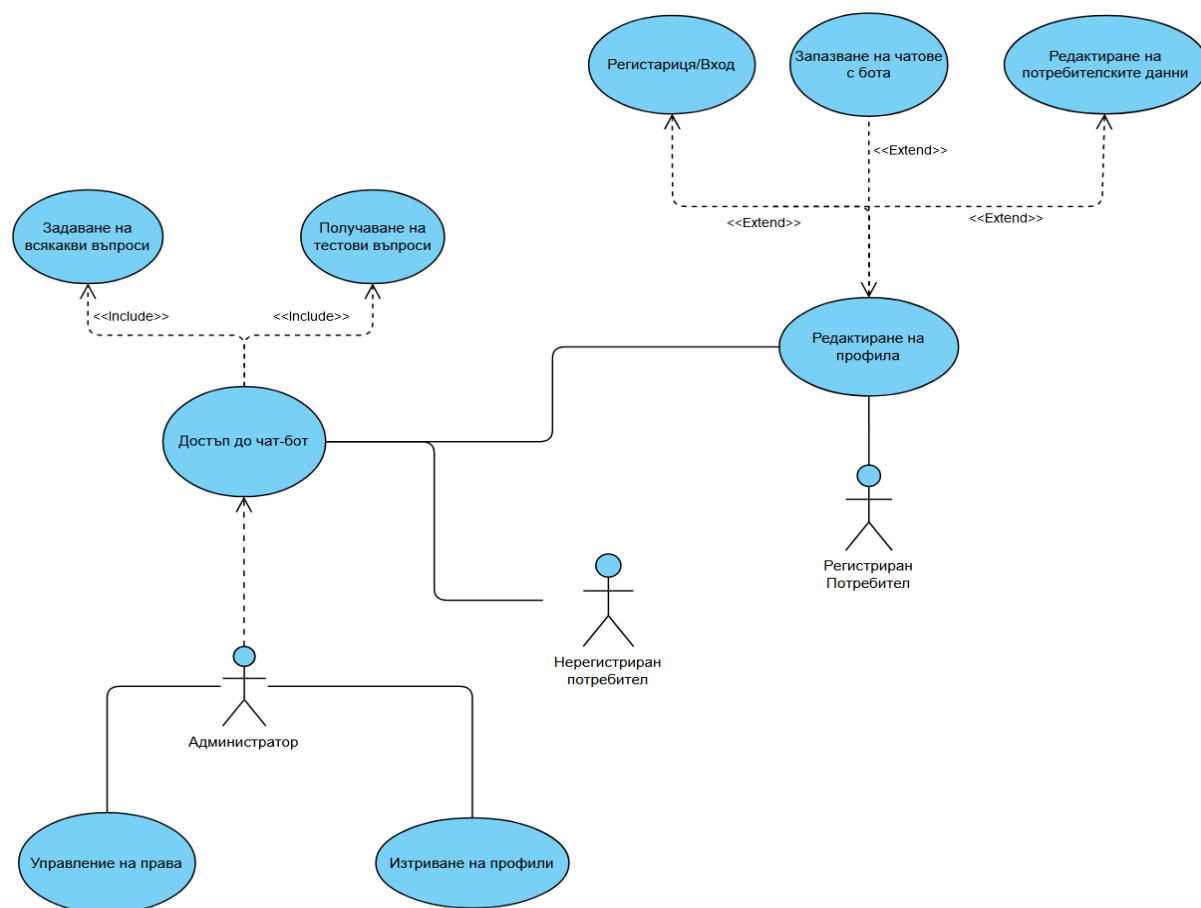 Регистариця/Вход
Запазване на чатове
с бота
Редактиране на
потребителските данни
<<Extend>>
<<Extend>>
<<Extend>>
Задаване на
всякакви въпроси
Получаване на
тестови въпроси
<<Include>>
<<Include>>
Редактиране на
профила
Достъп до чат-бот
Регистриран
Потребител
Нерегистриран
потребител
Администратор
Управление на права
Изтриване на профили